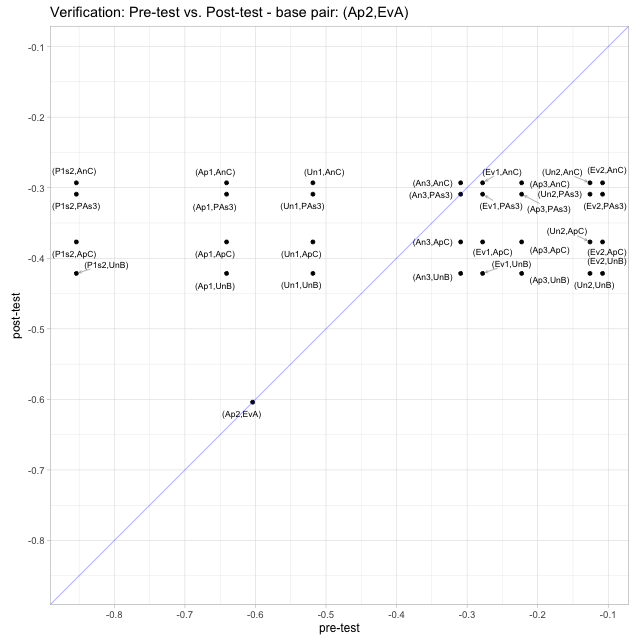 Verification: Pre-test vs. Post-test - base pair: (Ap2,EvA)
-0.1
-0.2
(P1s2,AnC) (Ap1,AnC) (Un1,AnC) (Ev1,AnC) (Un2,AnC) (Ev2,AnC)
(An3,AnC) (Ap3,AnC)
-0.3
(An3,PAs3) (Un2,PAs3)
(P1s2,PAs3) (Ap1,PAs3) (Un1,PAs3) (Ev1,PAs3) (Ap3,PAs3) (Ev2,PAs3)
(Un2,ApC)
(An3,ApC)
(P1s2,ApC) (Ap1,ApC) (Un1,ApC) (Ev1,ApC) (Ap3,ApC) (Ev2,ApC)
-0.4
(P1s2,UnB) (Ev1,UnB) (Ev2,UnB)
(An3,UnB) (Ap3,UnB)
(Ap1,UnB) (Un1,UnB) (Un2,UnB)
post-test
-0.5
-0.6
(Ap2,EvA)
-0.7
-0.8
-0.8 -0.7 -0.6 -0.5 -0.4 -0.3 -0.2 -0.1
pre-test